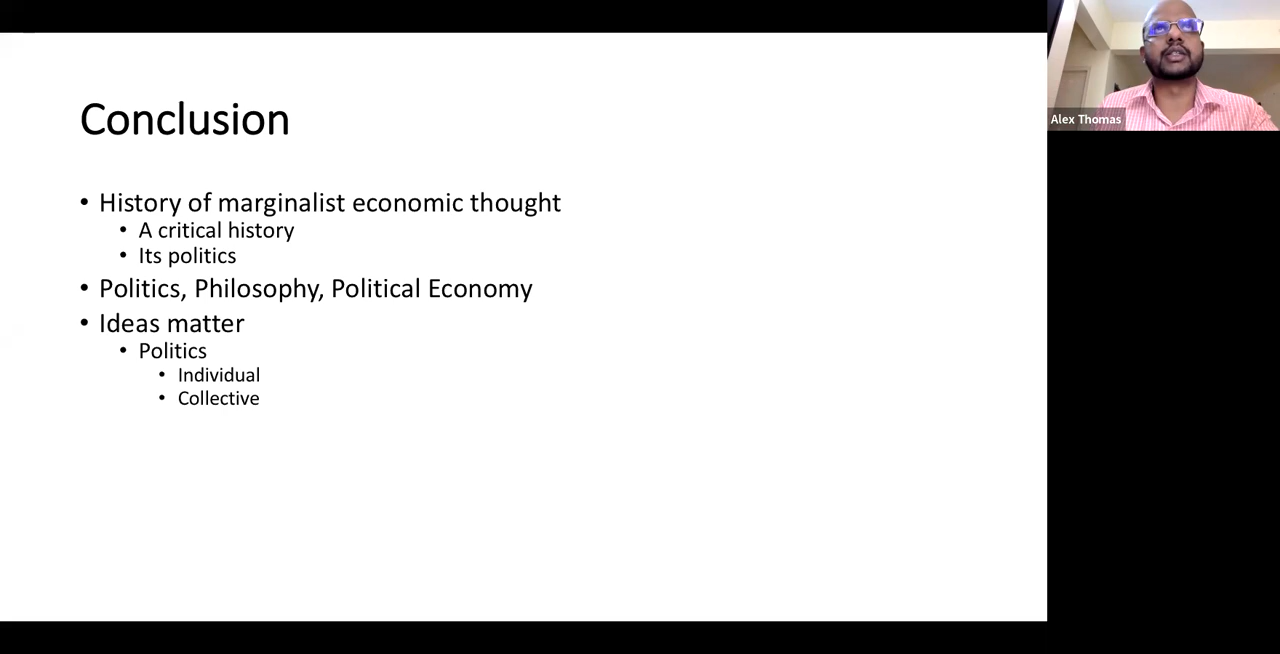 Conclusion
• History of marginalist economic thought
• A critical history
• Its politics
• Politics, Philosophy, Political Economy
• Ideas matter
• Politics
• Individual
• Collective
Alex Thomas